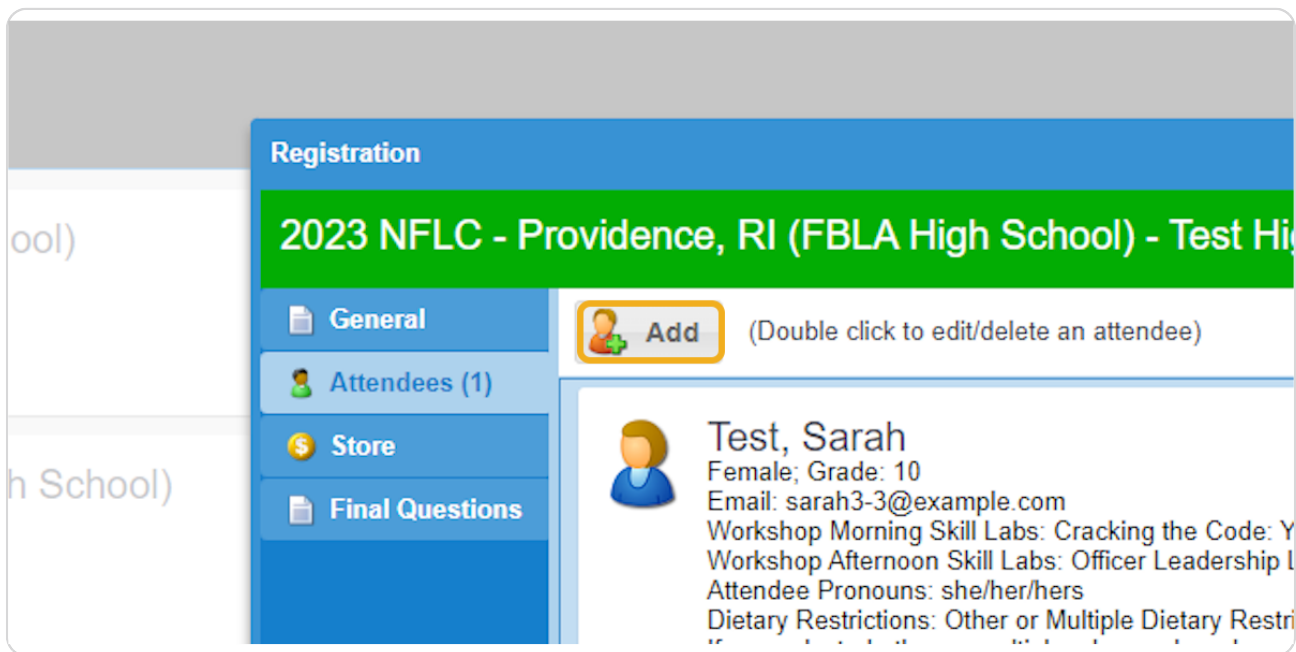 Registration
2023 NFLC - Providence, RI (FBLA High School) - Test
ool)
General
Add (Double click to edit/delete an attendee)
Attendees (1)
Test, Sarah
Store
Female; Grade: 10
h School)
Email: sarah3-3@example.com
Final Questions
Workshop Morning Skill Labs: Cracking the Code: Y
Workshop Afternoon Skill Labs: Officer Leadership L
Attendee Pronouns: she/her/hers
Dietary Restrictions: Other or Multiple Dietary Restri